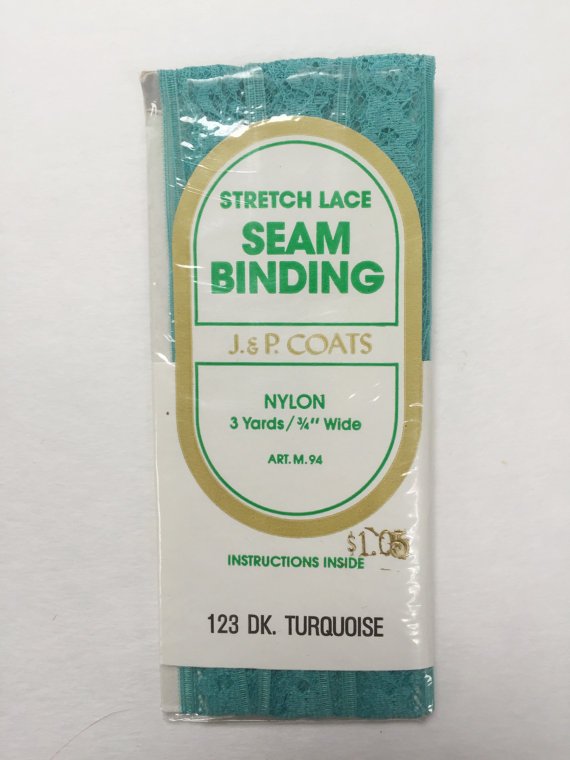 STRETCH LACE
SEAM
BINDING
J. & P. COATS
NYLON
3 Yards / ¾" Wide
ART. M. 94
$1.05
INSTRUCTIONS INSIDE
123 DK. TURQUOISE